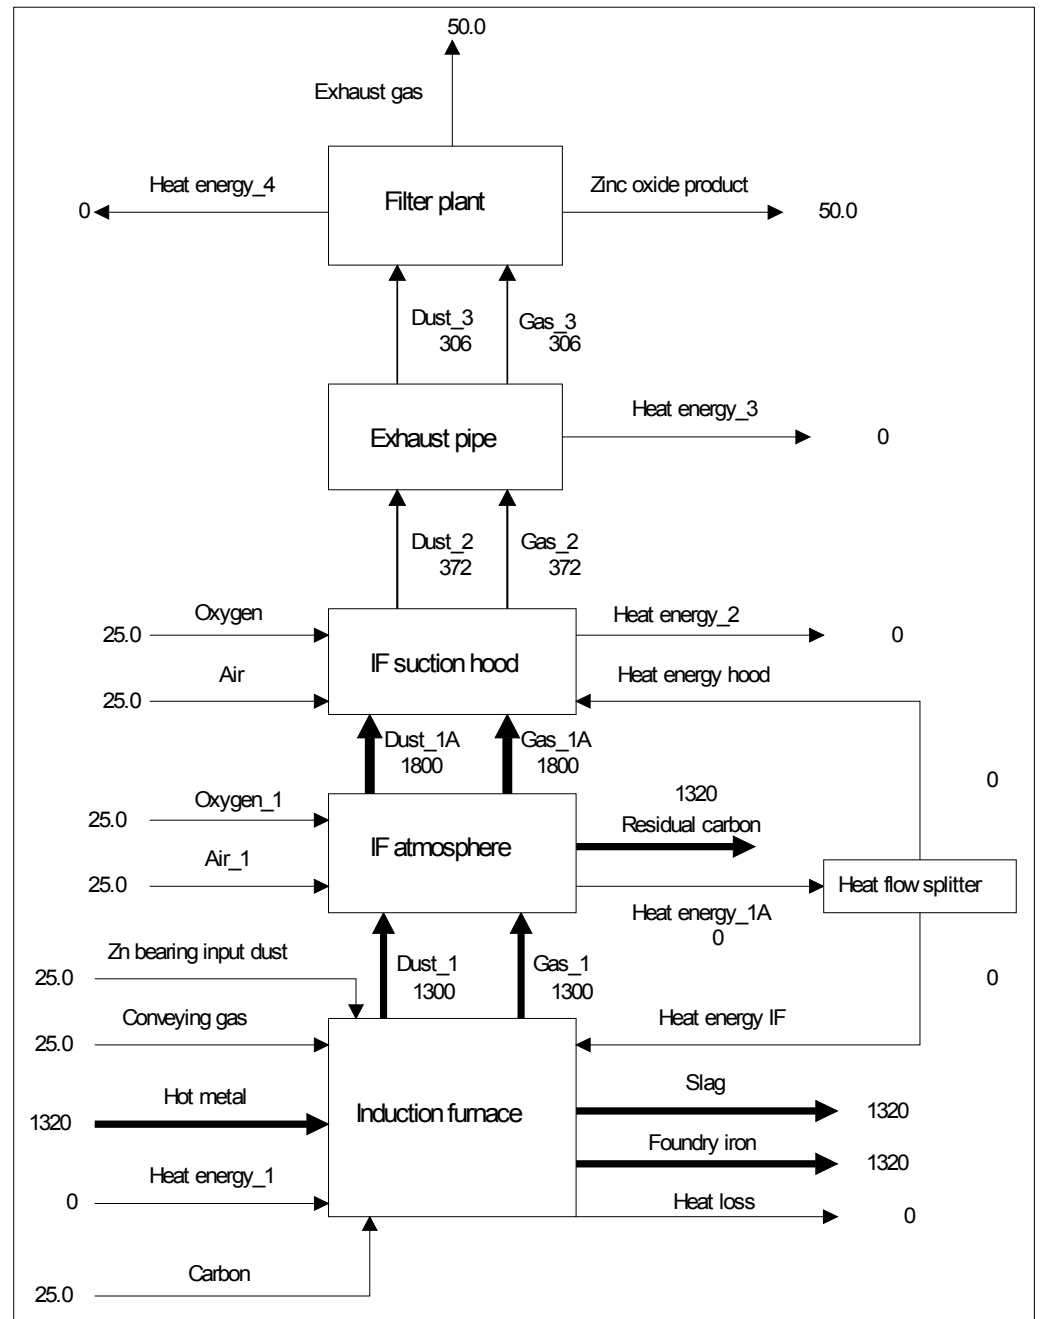 50.0
Exhaust gas
Heat energy_4
Zinc oxide product
Filter plant
0
50.0
Dust_3
306
Gas_3
306
Heat energy_3
Exhaust pipe
0
Dust_2
372
Gas_2
372
Oxygen
Heat energy_2
25.0
0
IF suction hood
Air
Heat energy hood
25.0
Dust_1A
1800
Gas_1A
1800
0
1320
Oxygen_1
25.0
Residual carbon
IF atmosphere
Air_1
25.0
Heat flow splitter
Heat energy_1A
0
Zn bearing input dust
25.0
Dust_1
1300
Gas_1
1300
0
Conveying gas
25.0
Heat energy IF
Slag
Hot metal
1320
Induction furnace
1320
Foundry iron
1320
Heat energy_1
0
Heat loss
0
Carbon
25.0